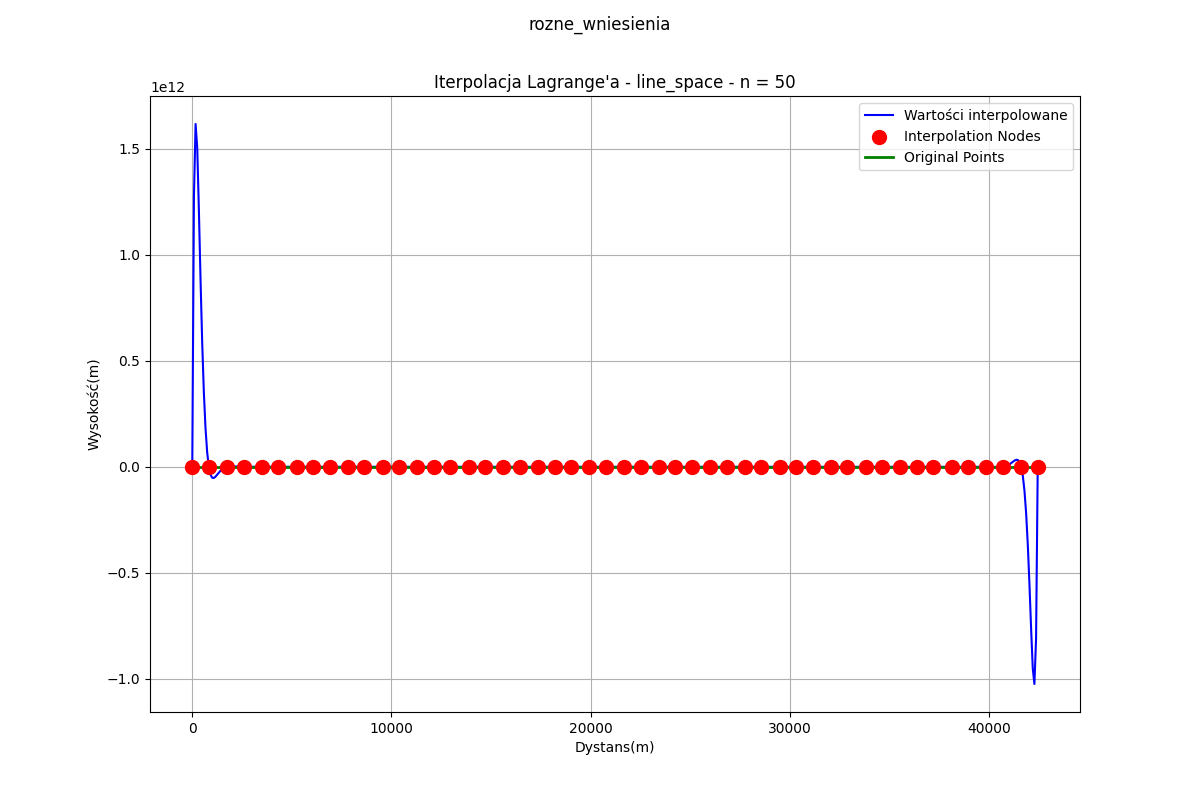 rozne_wniesienia
Iterpolacja Lagrange'a - line_space - n = 50
1e12
Wartości interpolowane
Interpolation Nodes
Original Points
1.5
1.0
0.5
0.0
−0.5
−1.0
Wysokość(m)
0 10000 20000 30000 40000
Dystans(m)